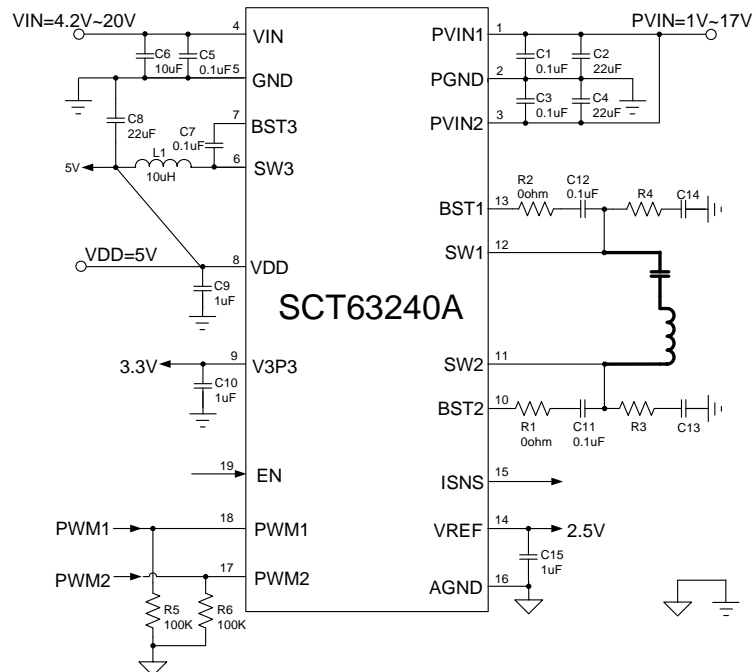 VIN=4.2V~20V
PVIN=1V~17V
4
VIN
C6
10uF
C5
0.1uF
5
GND
C8
22uF
7
BST3
C7
0.1uF
L1
10uH
5V
6
SW3
VDD=5V
8
VDD
C9
1uF
SCT63240A
3.3V
9
V3P3
C10
1uF
19
EN
PWM1
18
PWM1
PWM2
17
PWM2
R5
100K
R6
100K
PVIN1
1
C1
0.1uF
C2
22uF
PGND
2
C3
0.1uF
C4
22uF
PVIN2
3
R2
0ohm
C12
0.1uF
R4
C14
BST1
13
SW1
12
SW2
11
BST2
10
R1
0ohm
C11
0.1uF
R3
C13
ISNS
15
VREF
14
2.5V
C15
1uF
AGND
16